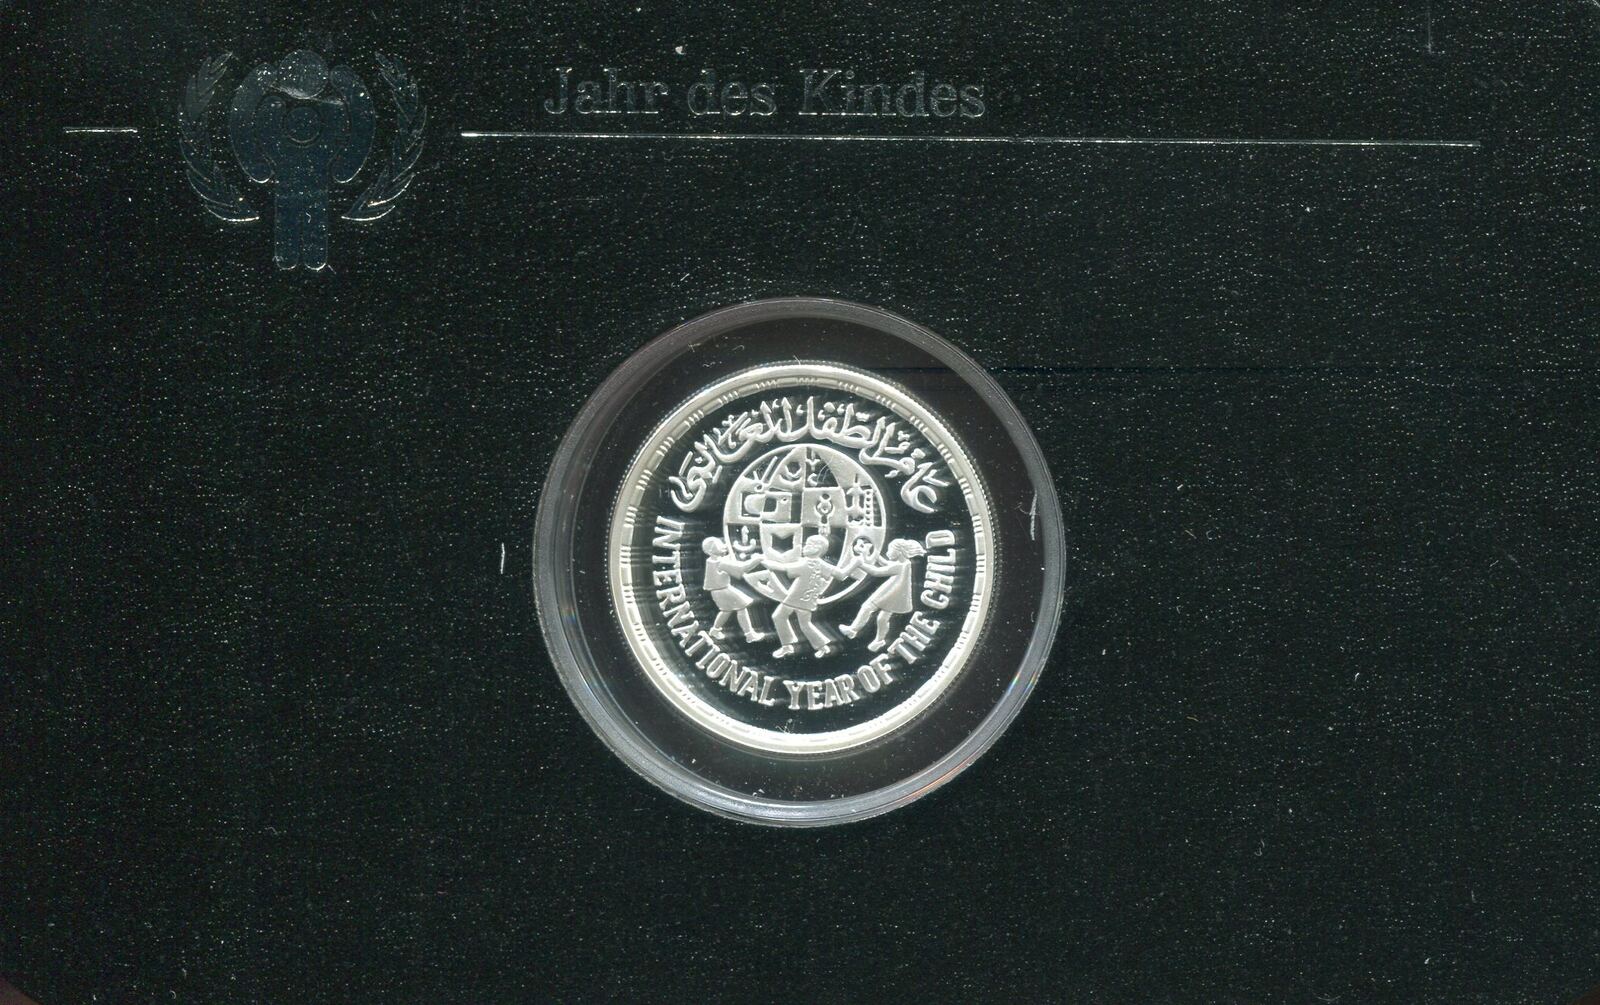 Jahr des Kindes
عام الطفل العالمى
INTERNATIONAL YEAR OF THE CHILD